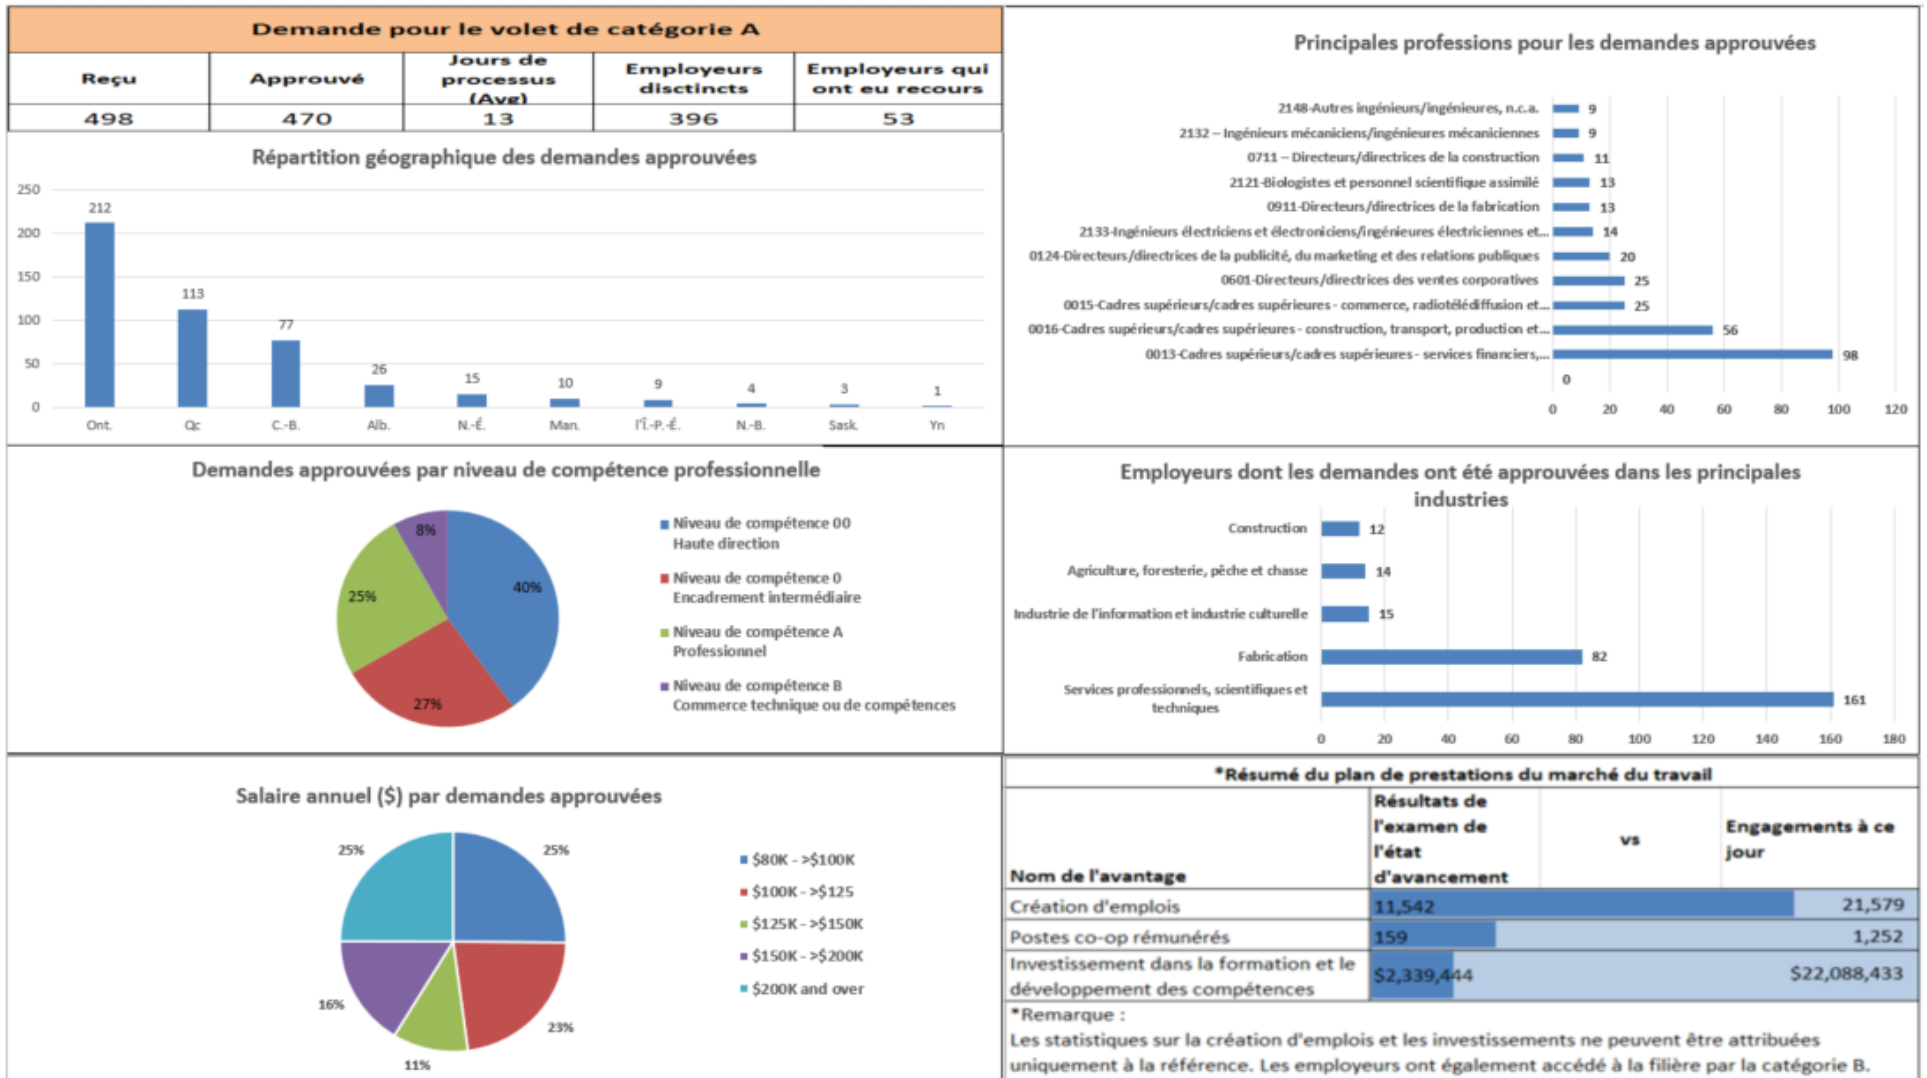 Demande pour le volet de catégorie A
Reçu
Approuvé
Jours de
processus
(Avg)
Employeurs
disctincts
Employeurs qui
ont eu recours
498
470
13
396
53
Répartition géographique des demandes approuvées
250
200
150
100
50
0
212
113
77
26
15
10
9
4
3
1
Ont.
Qc
C.-B.
Alb.
N.-É.
Man.
l'Î.-P.-É.
N.-B.
Sask.
Yn
Principales professions pour les demandes approuvées
2148-Autres ingénieurs/ingénieures, n.c.a. 9
2132 – Ingénieurs mécaniciens/ingénieures mécaniciennes 9
0711 – Directeurs/directrices de la construction 11
2121-Biologistes et personnel scientifique assimilé 13
0911-Directeurs/directrices de la fabrication 13
2133-Ingénieurs électriciens et électroniciens/ingénieures électriciennes et... 14
0124-Directeurs/directrices de la publicité, du marketing et des relations publiques 20
0601-Directeurs/directrices des ventes corporatives 25
0015-Cadres supérieurs/cadres supérieures - commerce, radiotélédiffusion et... 25
0016-Cadres supérieurs/cadres supérieures - construction, transport, production et... 56
0013-Cadres supérieurs/cadres supérieures - services financiers,... 98
0
0 20 40 60 80 100 120
Demandes approuvées par niveau de compétence professionnelle
8%
40%
25%
27%
Niveau de compétence 00
Haute direction
Niveau de compétence 0
Encadrement intermédiaire
Niveau de compétence A
Professionnel
Niveau de compétence B
Commerce technique ou de compétences
Employeurs dont les demandes ont été approuvées dans les principales
industries
Construction 12
Agriculture, foresterie, pêche et chasse 14
Industrie de l'information et industrie culturelle 15
Fabrication 82
Services professionnels, scientifiques et
techniques 161
0 20 40 60 80 100 120 140 160 180
Salaire annuel ($) par demandes approuvées
25%
25%
16%
23%
11%
$80K - >$100K
$100K - >$125
$125K - >$150K
$150K - >$200K
$200K and over
*Résumé du plan de prestations du marché du travail
Nom de l'avantage
Résultats de
l'examen de
l'état
d'avancement
vs
Engagements à ce
jour
Création d'emplois 11,542 21,579
Postes co-op rémunérés 159 1,252
Investissement dans la formation et le
développement des compétences
$2,339,444 $22,088,433
*Remarque :
Les statistiques sur la création d'emplois et les investissements ne peuvent être attribuées
uniquement à la référence. Les employeurs ont également accédé à la filière par la catégorie B.